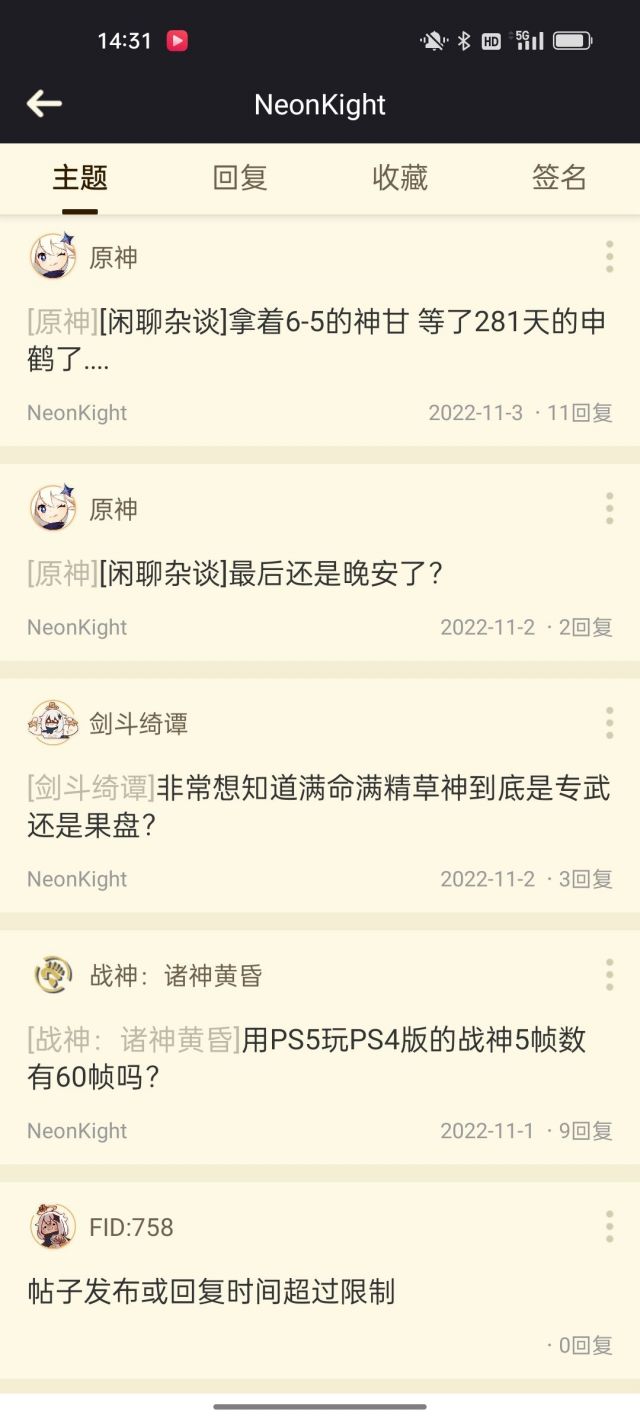 14:31
HD 5G
NeonKight
主题 回复 收藏 签名
原神
[原神][闲聊杂谈]拿着6-5的神甘 等了281天的申
鹤了....
NeonKight 2022-11-3 · 11回复
原神
[原神][闲聊杂谈]最后还是晚安了？
NeonKight 2022-11-2 · 2回复
剑斗绮谭
[剑斗绮谭]非常想知道满命满精草神到底是专武
还是果盘？
NeonKight 2022-11-2 · 3回复
战神：诸神黄昏
[战神：诸神黄昏]用PS5玩PS4版的战神5帧数
有60帧吗？
NeonKight 2022-11-1 · 9回复
FID:758
帖子发布或回复时间超过限制
· 0回复